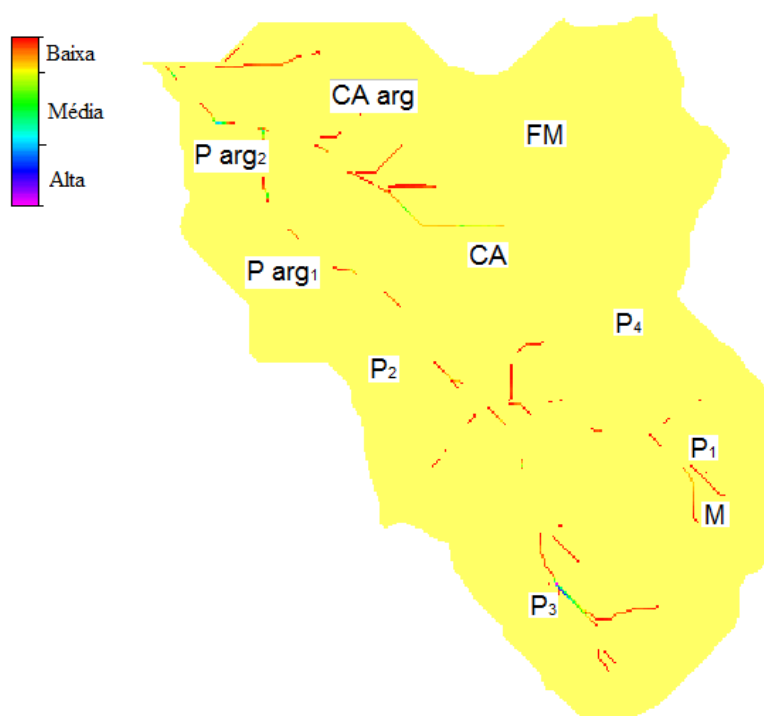 Baixa
Média
Alta
CA arg
FM
P arg2
CA
P arg1
P4
P2
P1
M
P3